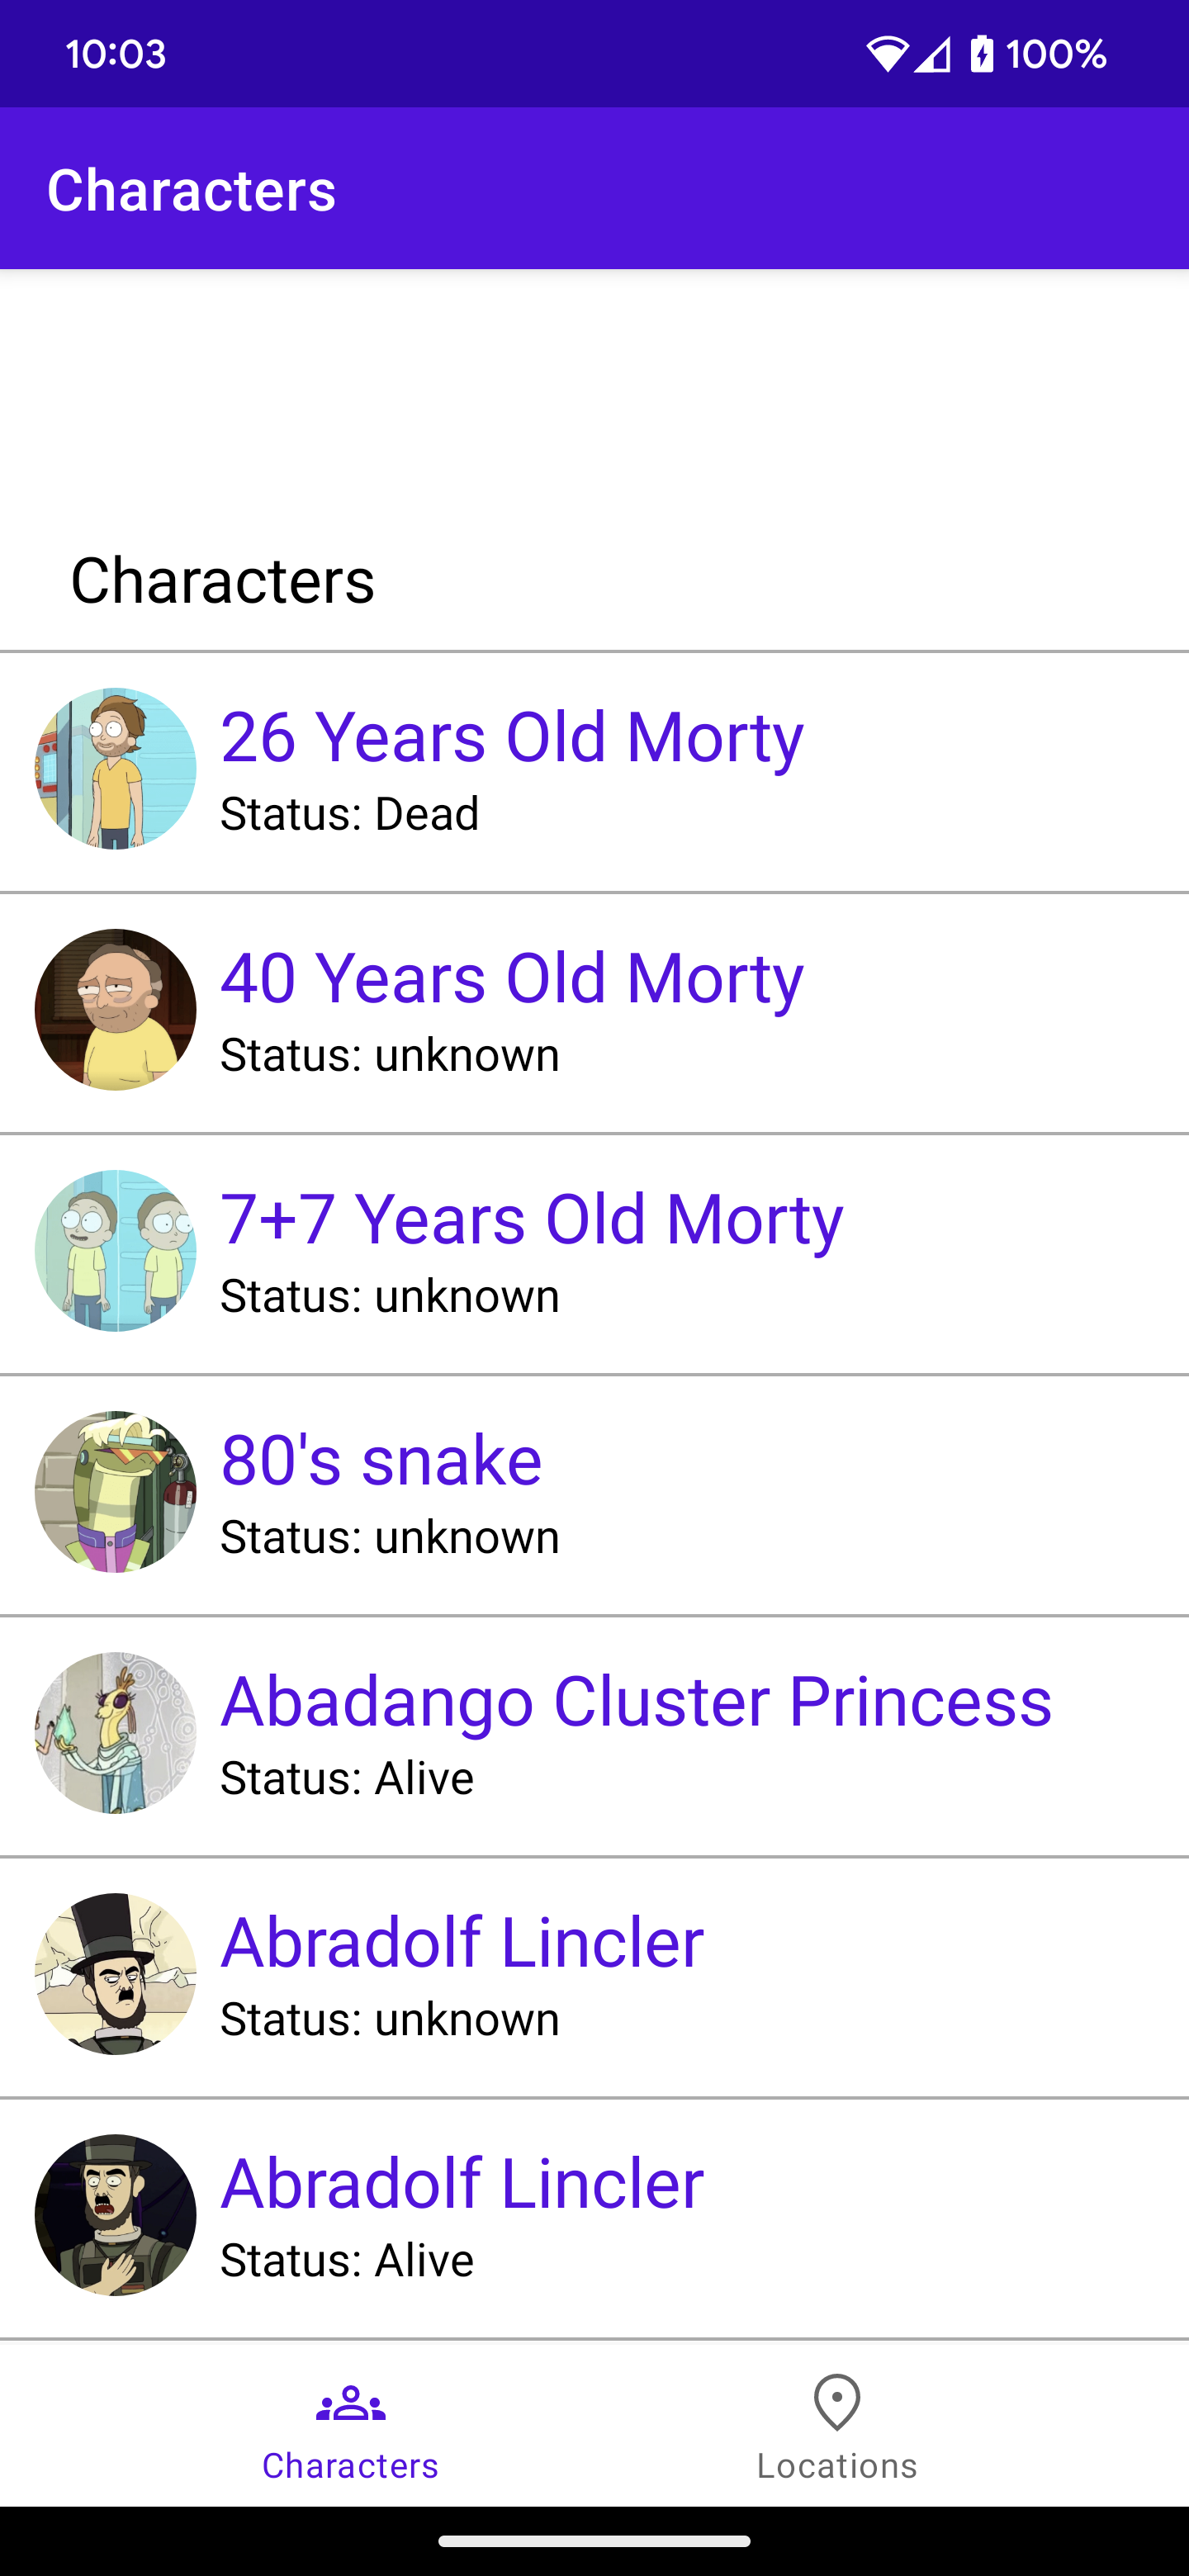 10:03
100%
Characters
Characters
26 Years Old Morty
Status: Dead
40 Years Old Morty
Status: unknown
7+7 Years Old Morty
Status: unknown
80's snake
Status: unknown
Abadango Cluster Princess
Status: Alive
Abradolf Lincler
Status: unknown
Abradolf Lincler
Status: Alive
Characters
Locations